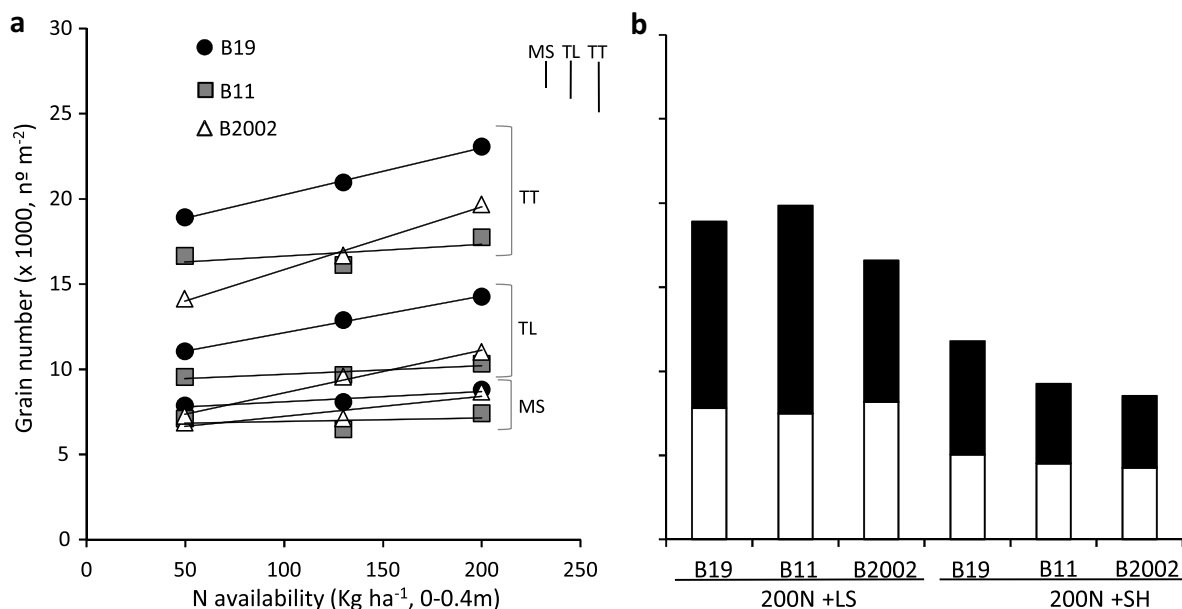 a
b
30
25
20
15
10
5
0
Grain number (x 1000, nº m⁻²)
B19
B11
B2002
MS TL TT
TT
TL
MS
0 50 100 150 200 250
N availability (Kg ha⁻¹, 0-0.4m)
B19 B11 B2002 B19 B11 B2002
200N +LS 200N +SH